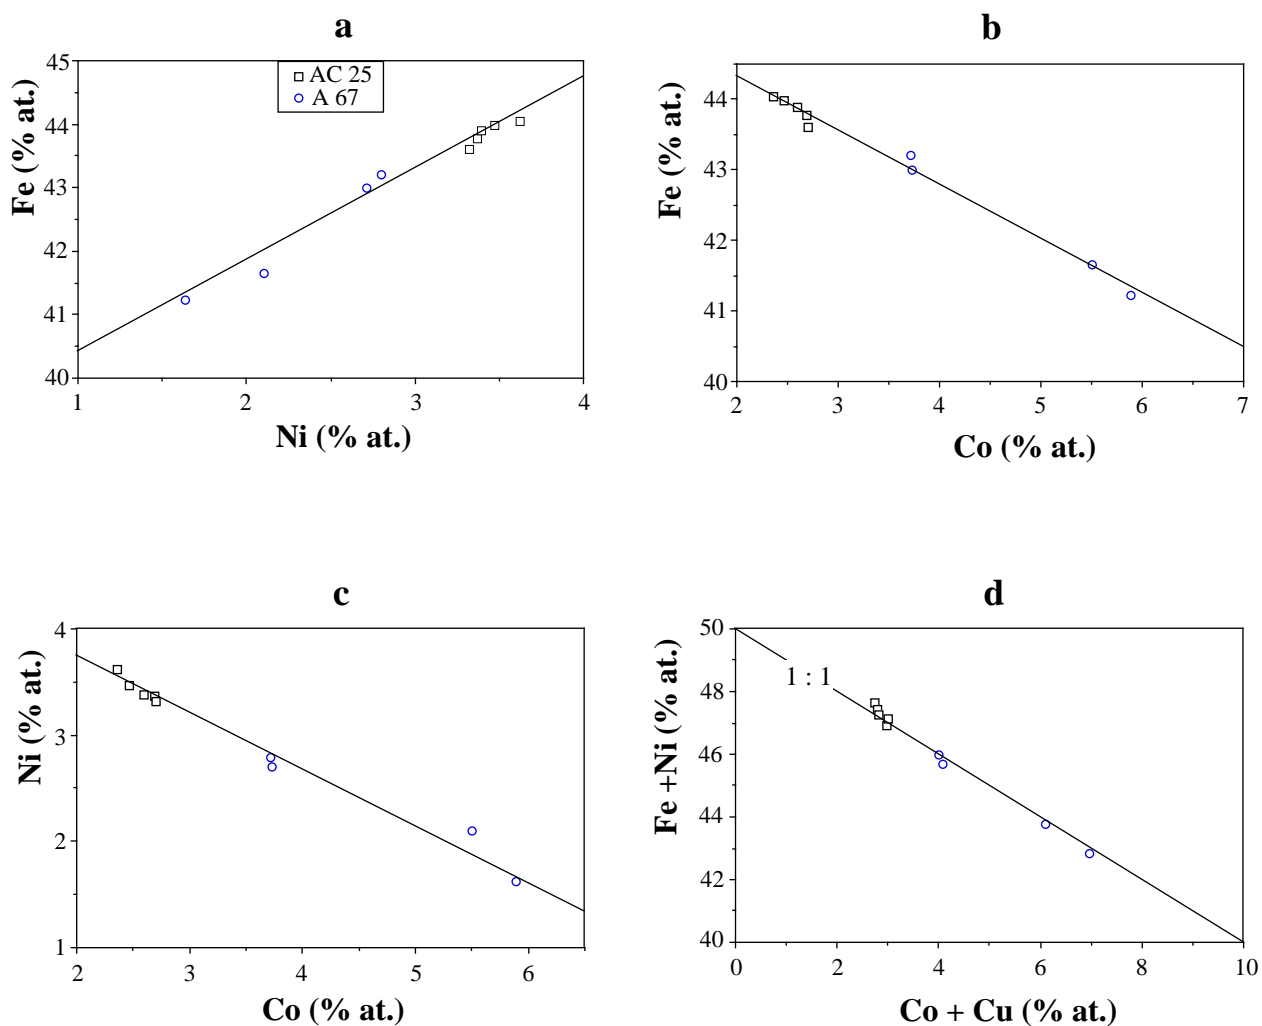 a
Fe (% at.)
45
44
43
42
41
40
AC 25
A 67
1
2
3
4
Ni (% at.)
b
Fe (% at.)
44
43
42
41
40
2
3
4
5
6
7
Co (% at.)
c
Ni (% at.)
4
3
2
1
2
3
4
5
6
Co (% at.)
d
Fe +Ni (% at.)
50
48
46
44
42
40
1 : 1
0
2
4
6
8
10
Co + Cu (% at.)